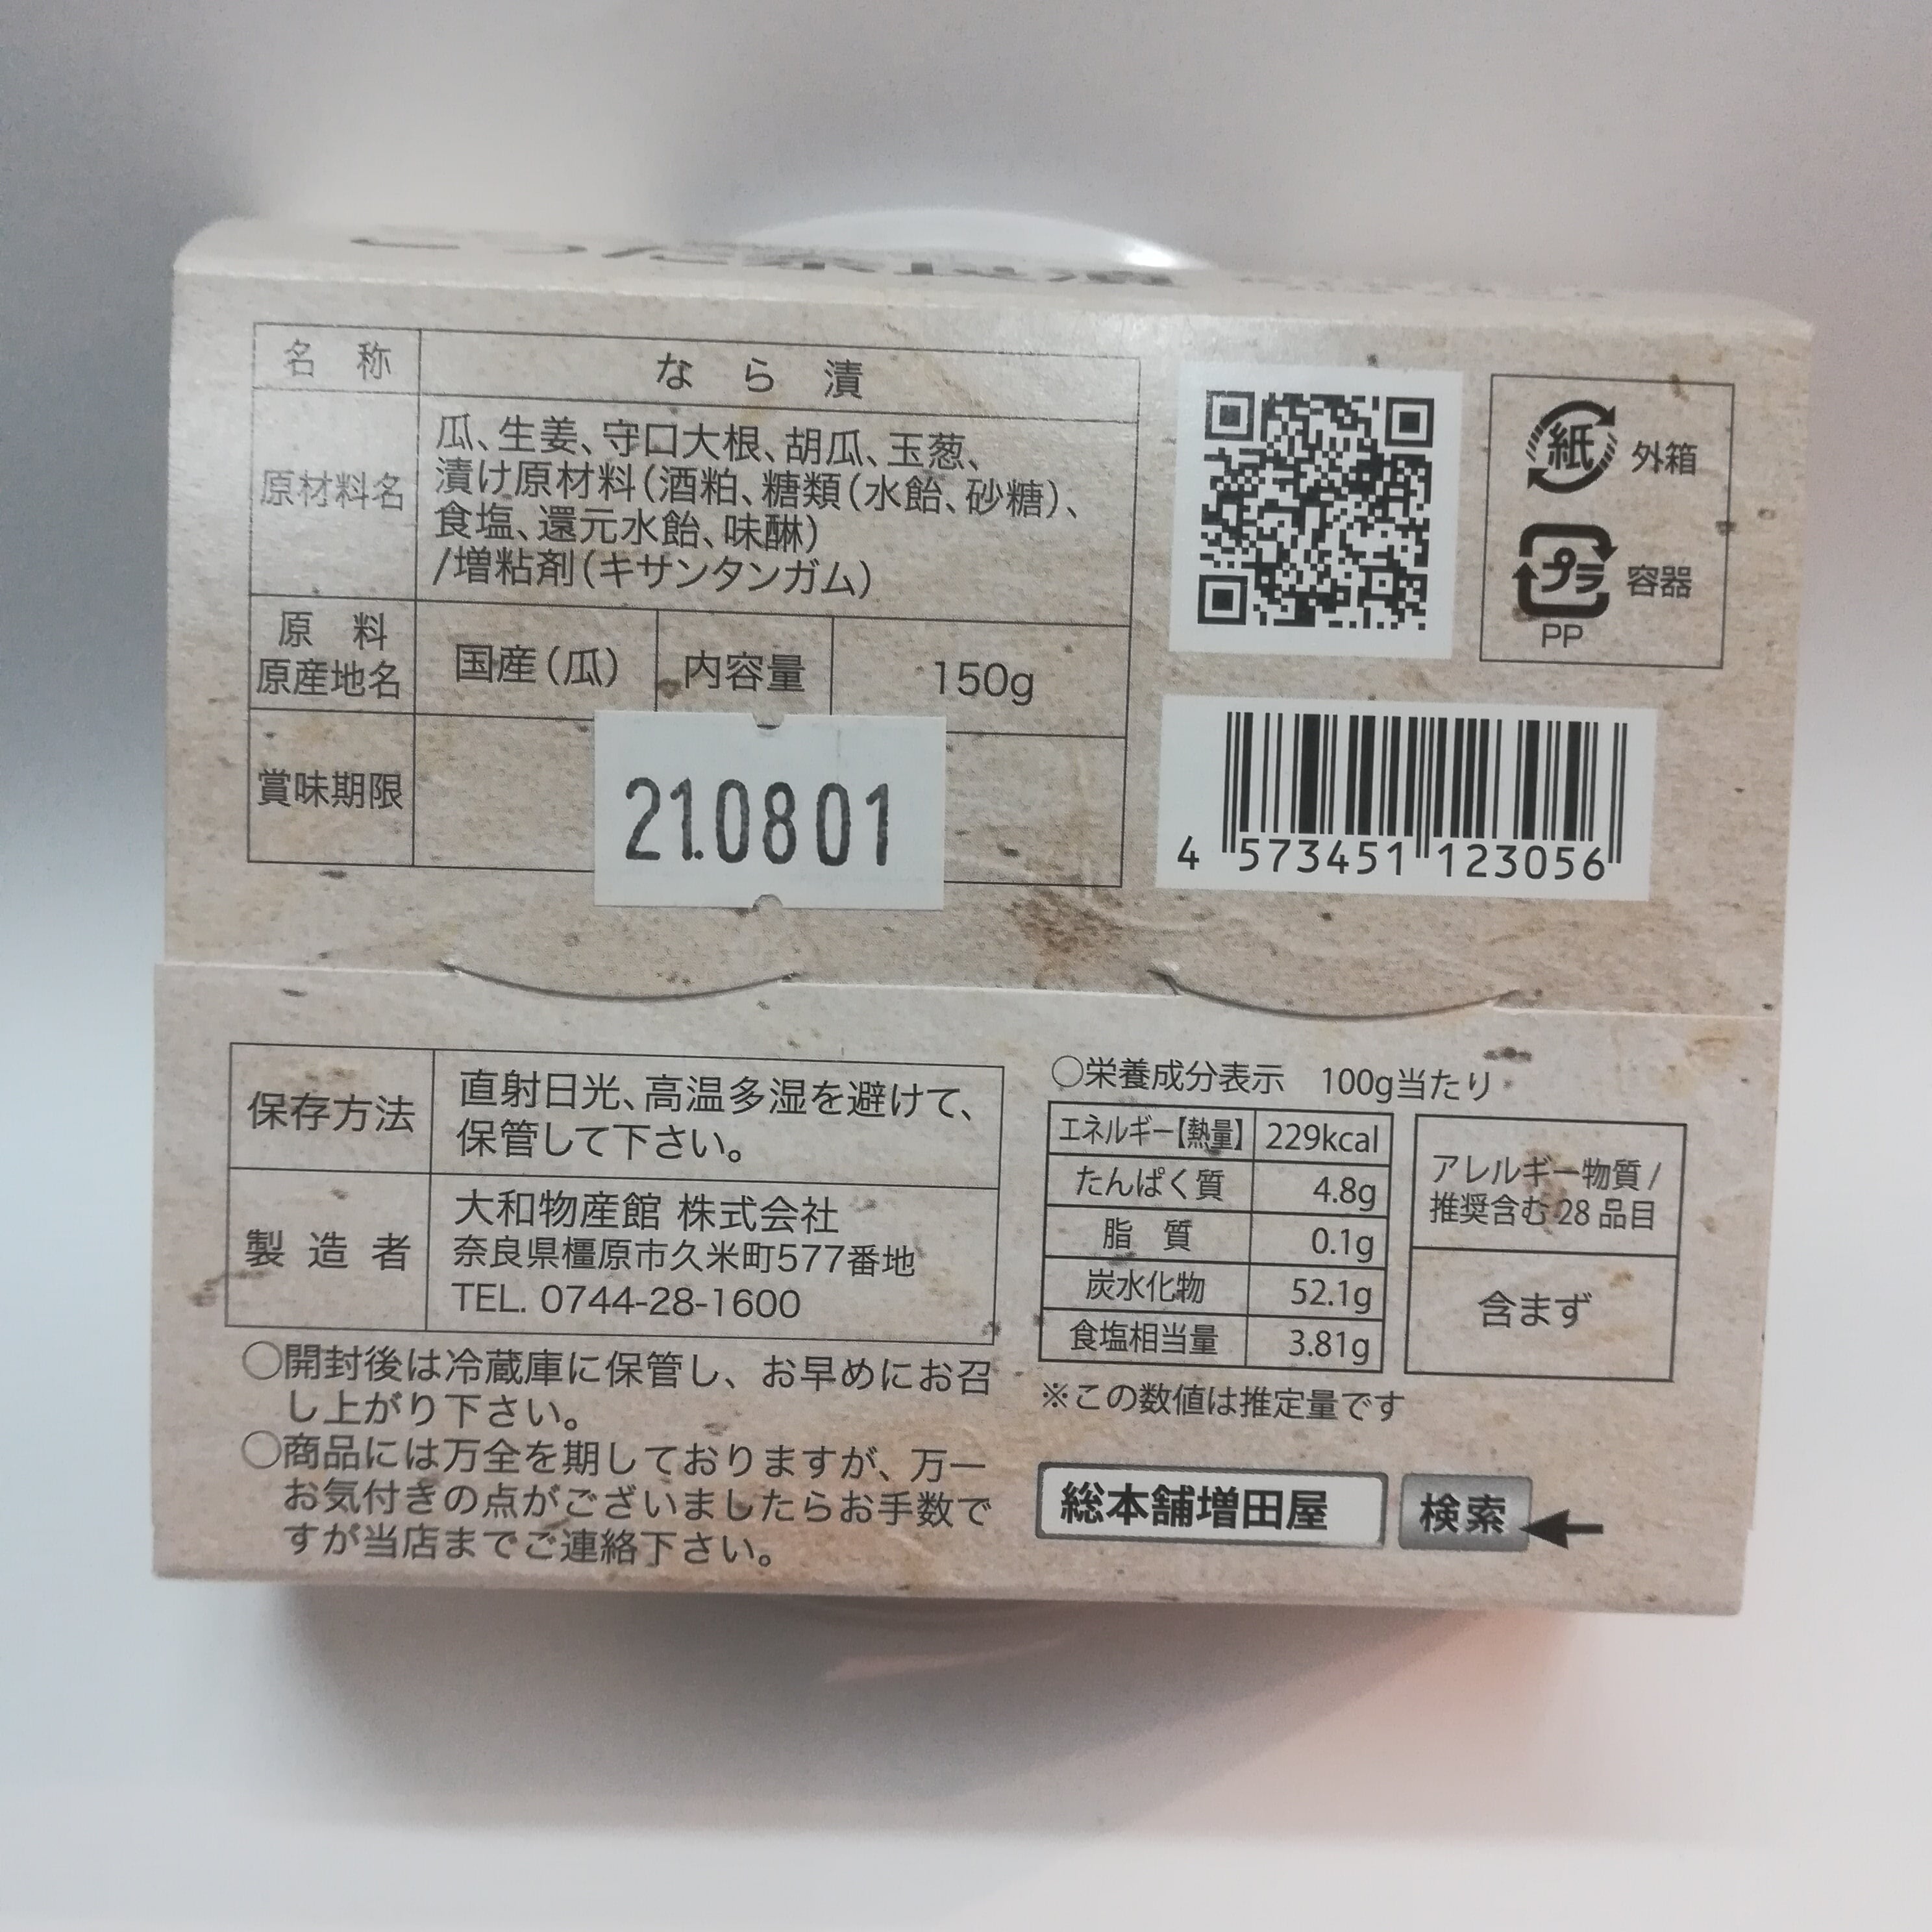 名 称
なら漬
原材料名
瓜、生姜、守口大根、胡瓜、玉葱、
漬け原材料(酒粕、糖類(水飴、砂糖)、
食塩、還元水飴、味醂)
/増粘剤(キサンタンガム)
原 料
原産地名
国産(瓜)
内容量
150g
賞味期限
21.0801
紙 外箱
プラ 容器
PP
4 573451 123056
保存方法
直射日光、高温多湿を避けて、
保管して下さい。
製造者
大和物産館 株式会社
奈良県橿原市久米町577番地
TEL. 0744-28-1600
○開封後は冷蔵庫に保管し、お早めにお召
し上がり下さい。
○商品には万全を期しておりますが、万一
お気付きの点がございましたらお手数で
すが当店までご連絡下さい。
○栄養成分表示 100g当たり
エネルギー【熱量】 229kcal
たんぱく質 4.8g
脂 質 0.1g
炭水化物 52.1g
食塩相当量 3.81g
※この数値は推定量です
アレルギー物質/
推奨含む28品目
含まず
総本舗増田屋 検索